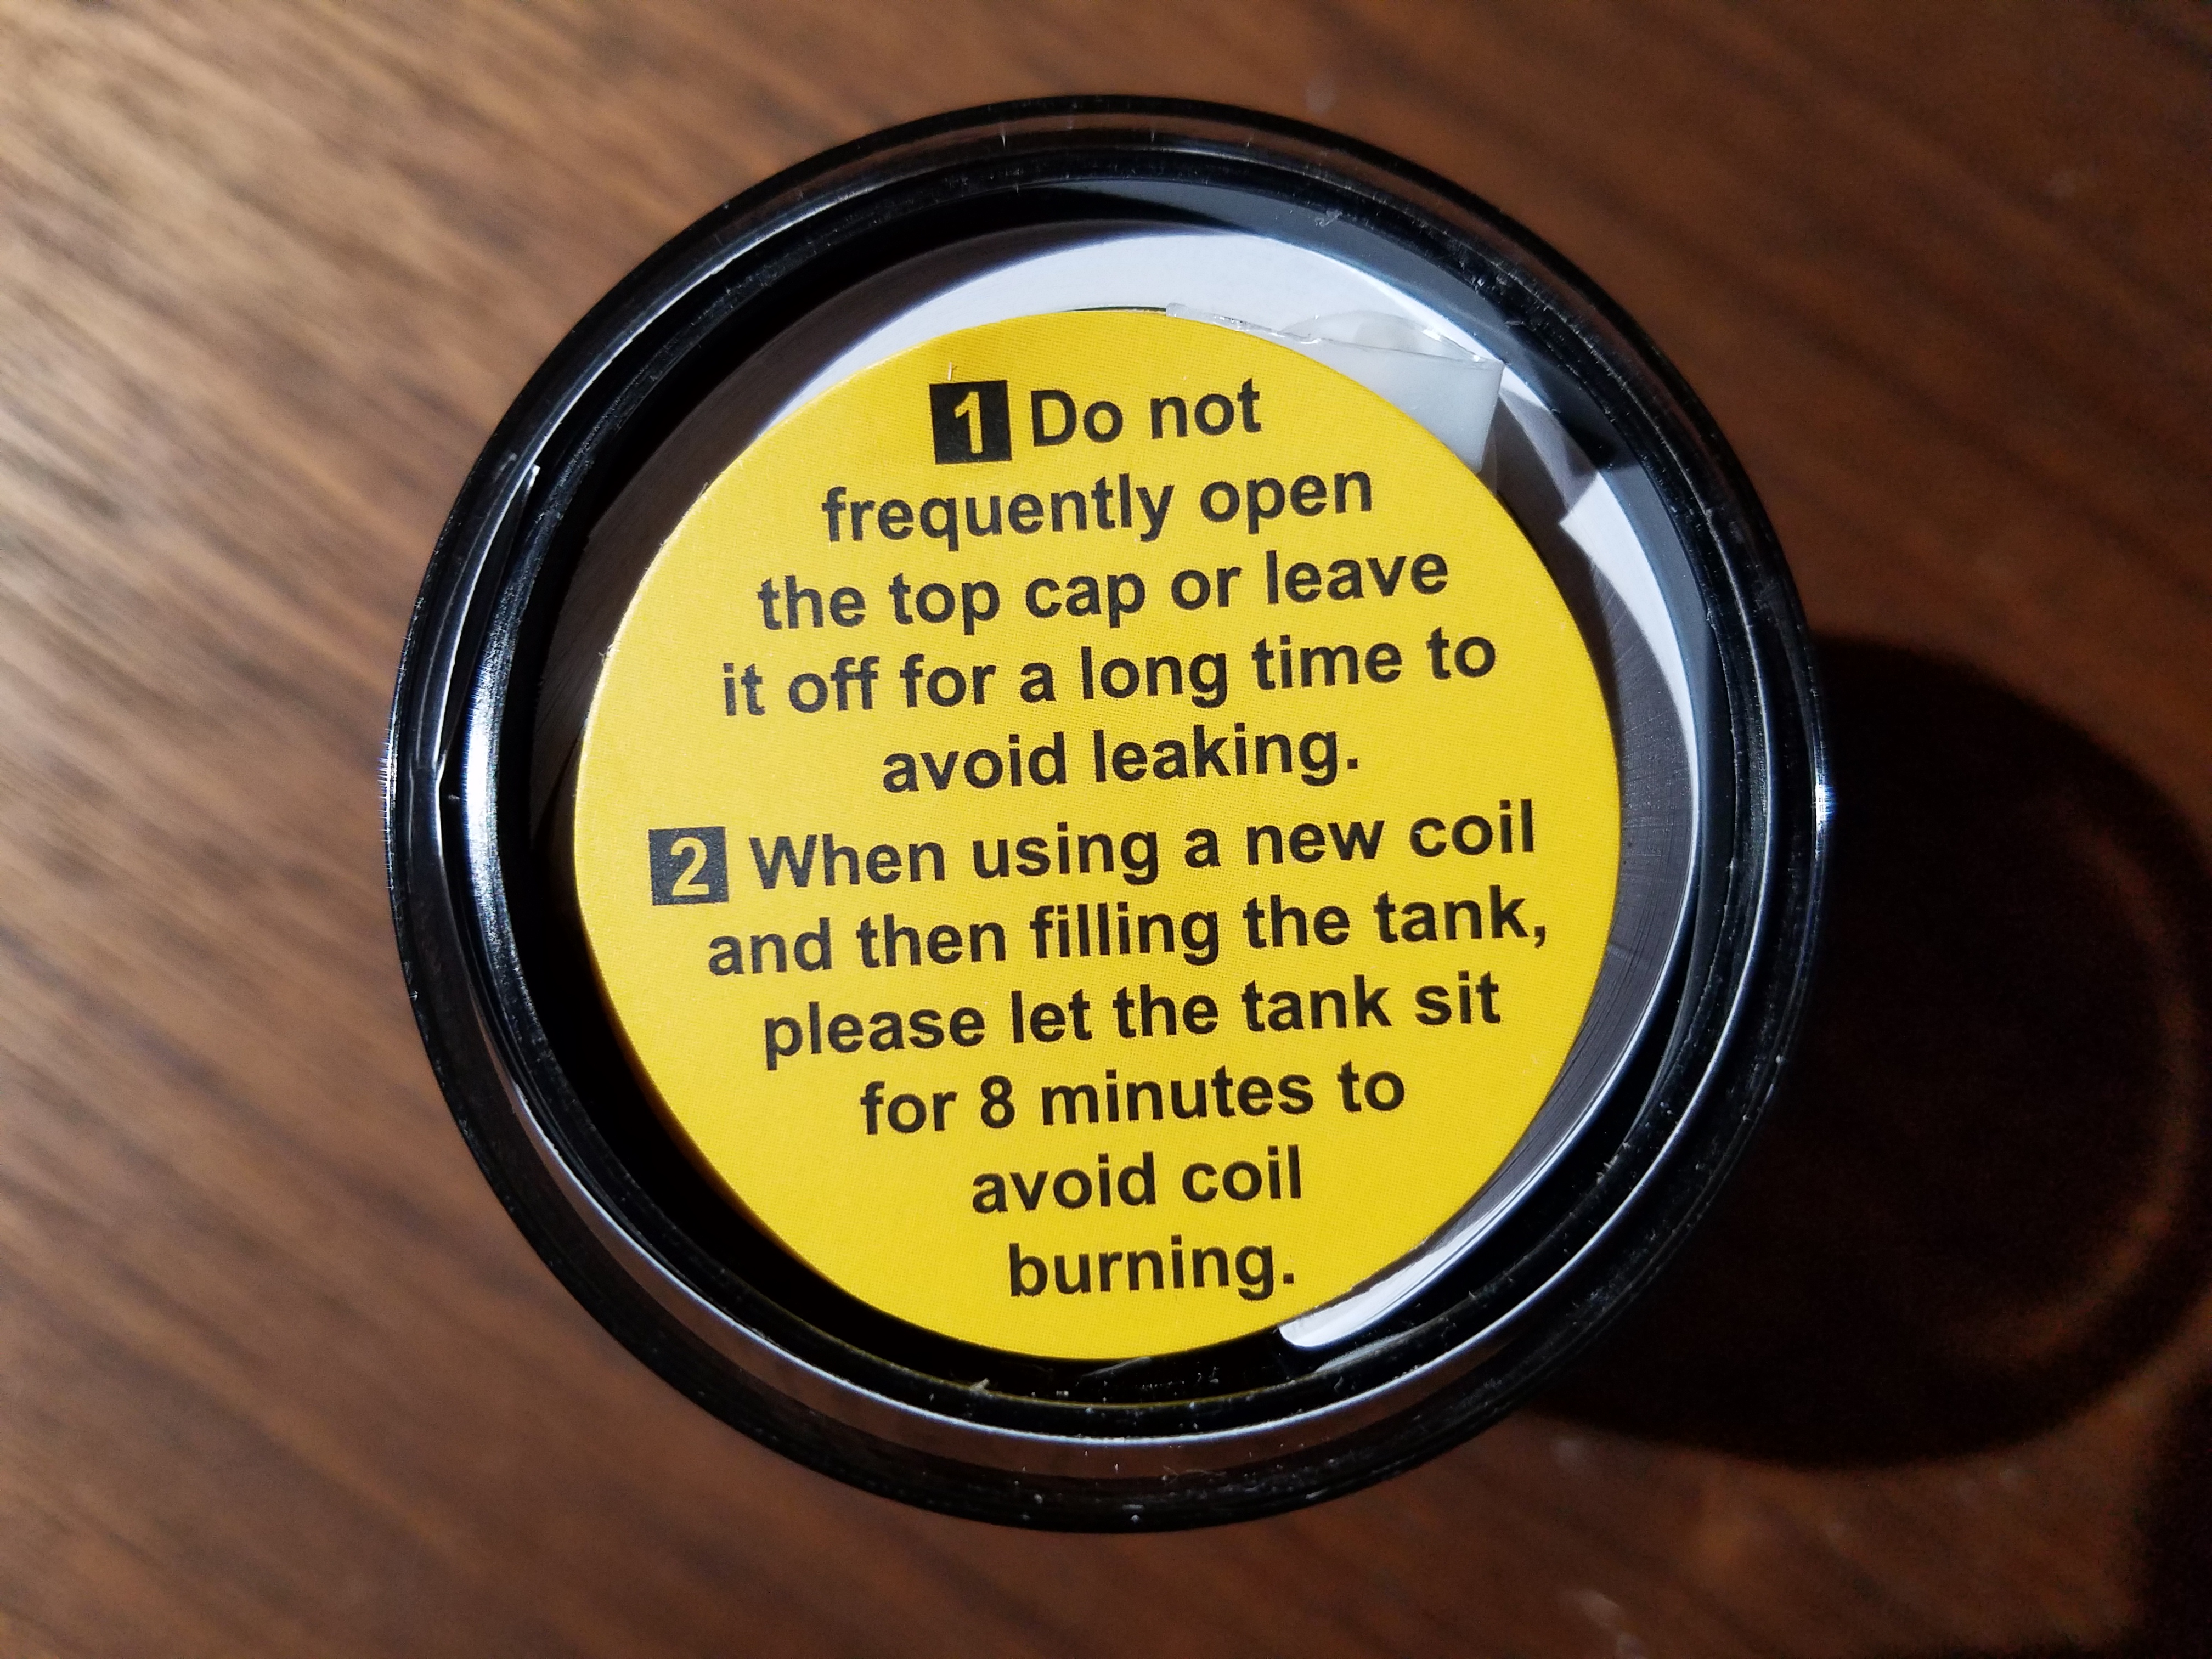 1 Do not
frequently open
the top cap or leave
it off for a long time to
avoid leaking.
2 When using a new coil
and then filling the tank,
please let the tank sit
for 8 minutes to
avoid coil
burning.